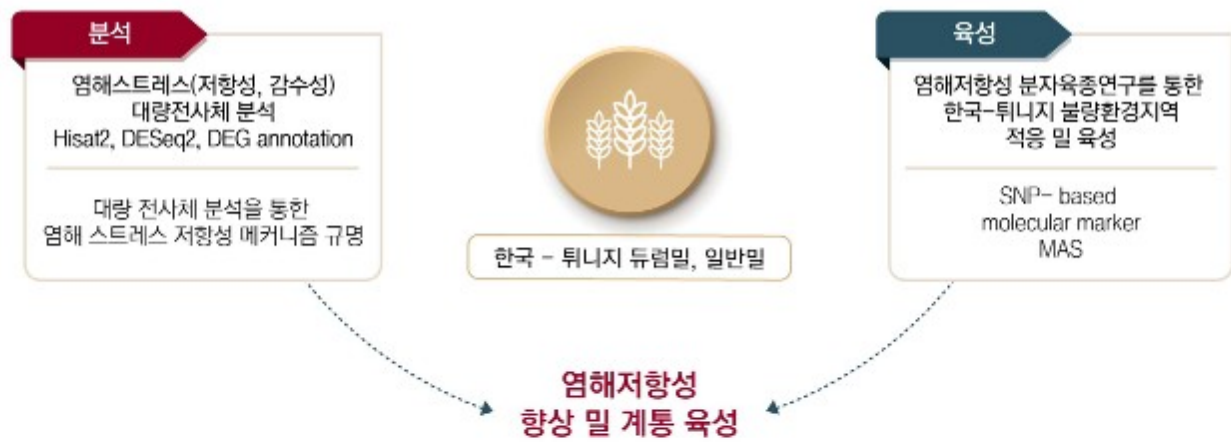 분석
염해스트레스(저항성, 감수성)
대량전사체 분석
Hisat2, DESeq2, DEG annotation
대량 전사체 분석을 통한
염해 스트레스 저항성 메커니즘 규명
한국 - 튀니지 듀럼밀, 일반밀
육성
염해저항성 분자육종연구를 통한
한국-튀니지 불량환경지역
적응 밀 육성
SNP- based
molecular marker
MAS
염해저항성
향상 밀 계통 육성